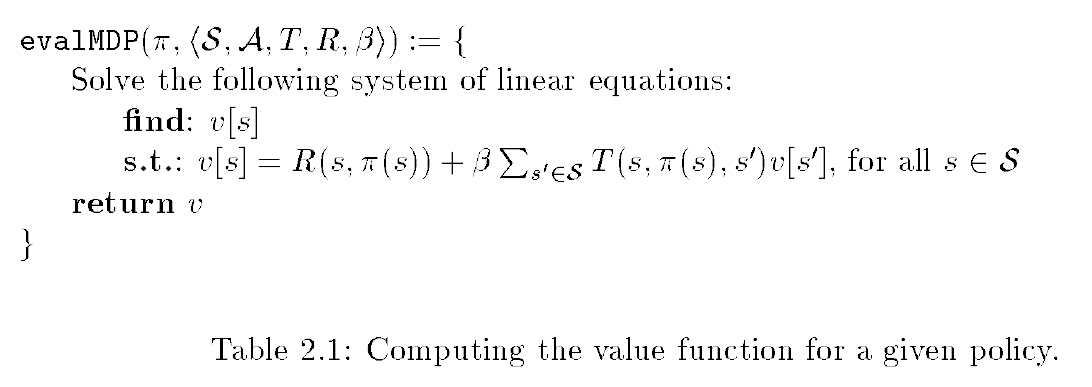 evalMDP(π, ⟨𝒮, 𝒜, T, R, β⟩) := {
Solve the following system of linear equations:
find: v[s]
s.t.: v[s] = R(s, π(s)) + β ∑_{s′∈𝒮} T(s, π(s), s′)v[s′], for all s ∈ 𝒮
return v
}
Table 2.1: Computing the value function for a given policy.